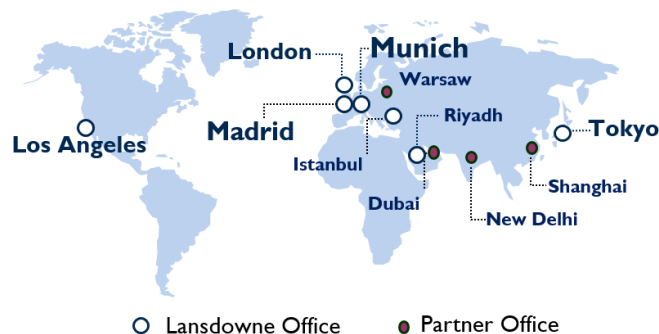 London
Munich
Warsaw
Madrid
Riyadh
Los Angeles
Tokyo
Istanbul
Dubai
Shanghai
New Delhi
Lansdowne Office
Partner Office